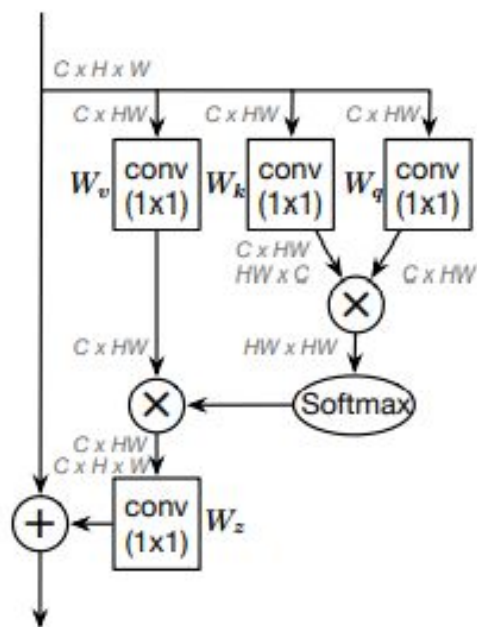 C x H x W
C x HW C x HW C x HW
W_v conv (1x1) W_k conv (1x1) W_q conv (1x1)
C x HW
HW x C
C x HW
×
C x HW
HW x HW
×
Softmax
C x HW
C x H x W
+
conv (1x1) W_z